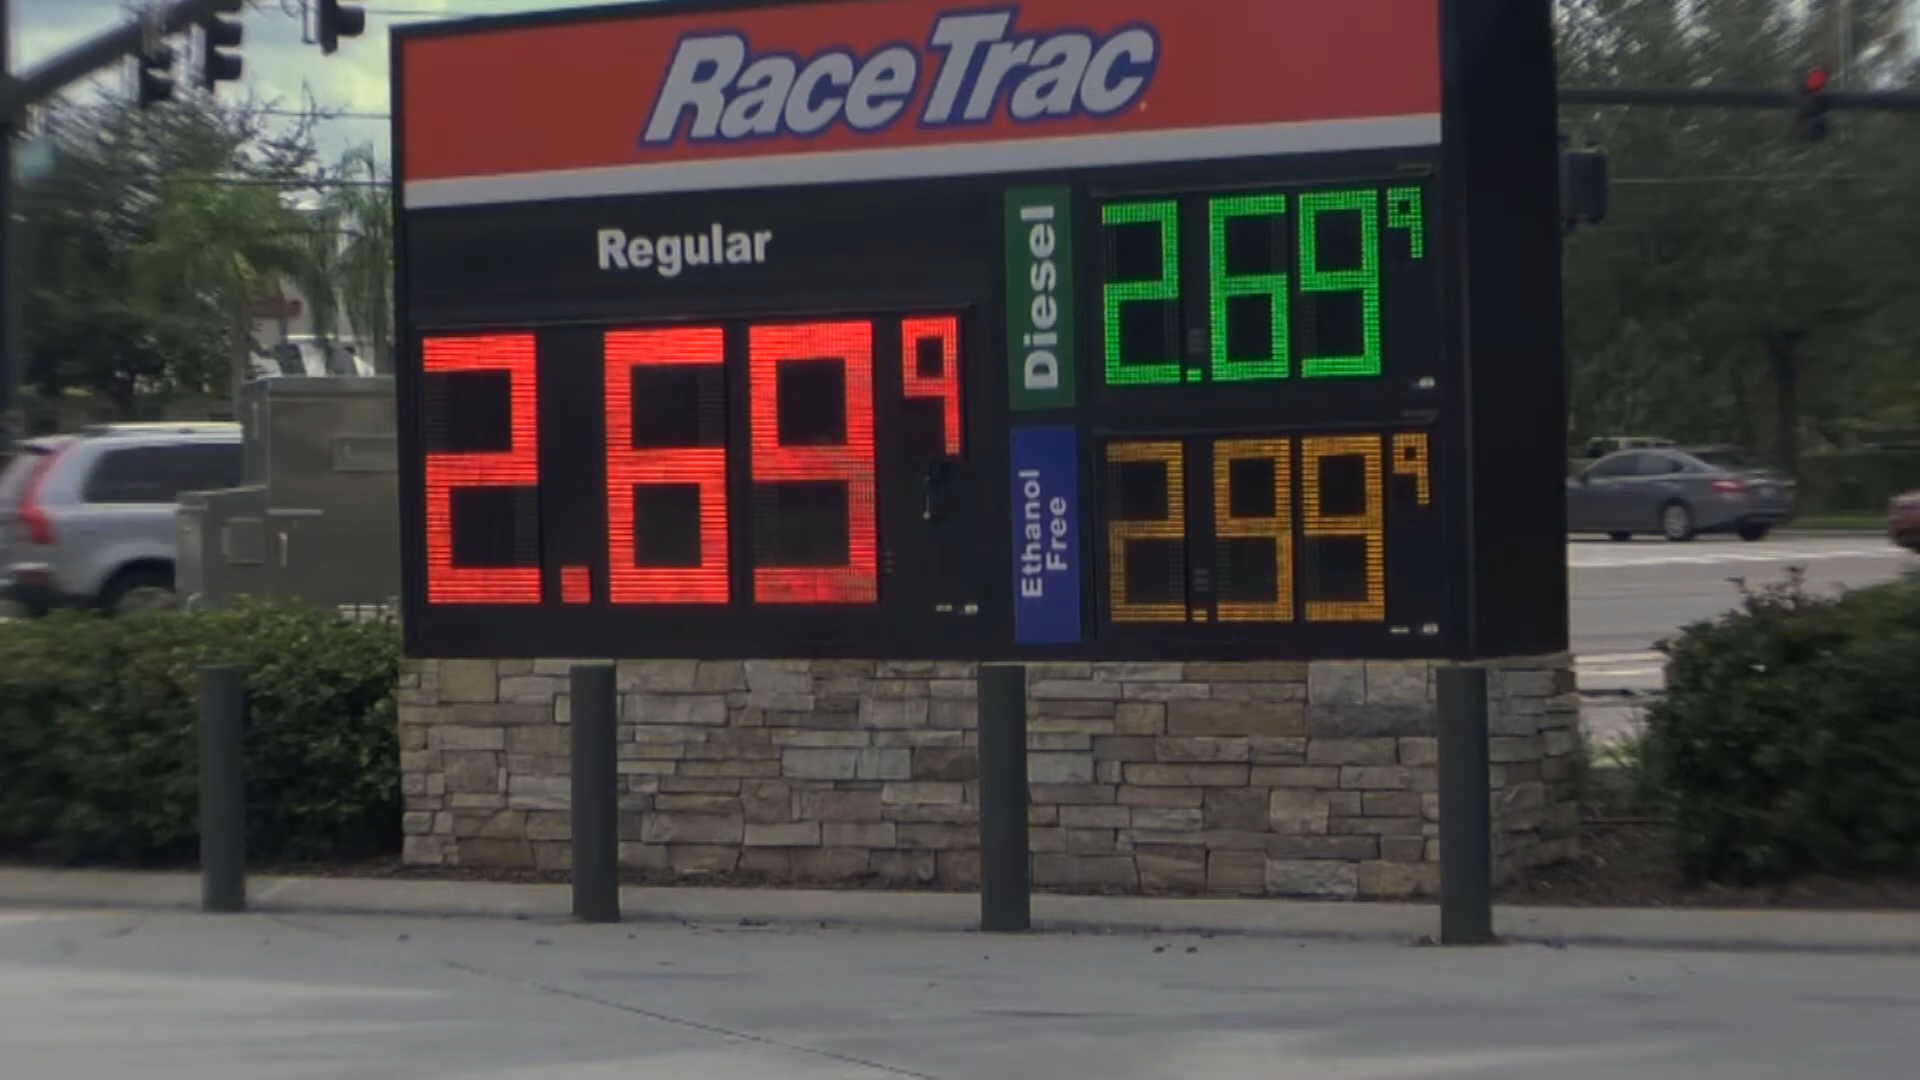 RaceTrac
Regular
2.69 9
Diesel
2.69 9
Ethanol
Free
2.99 9